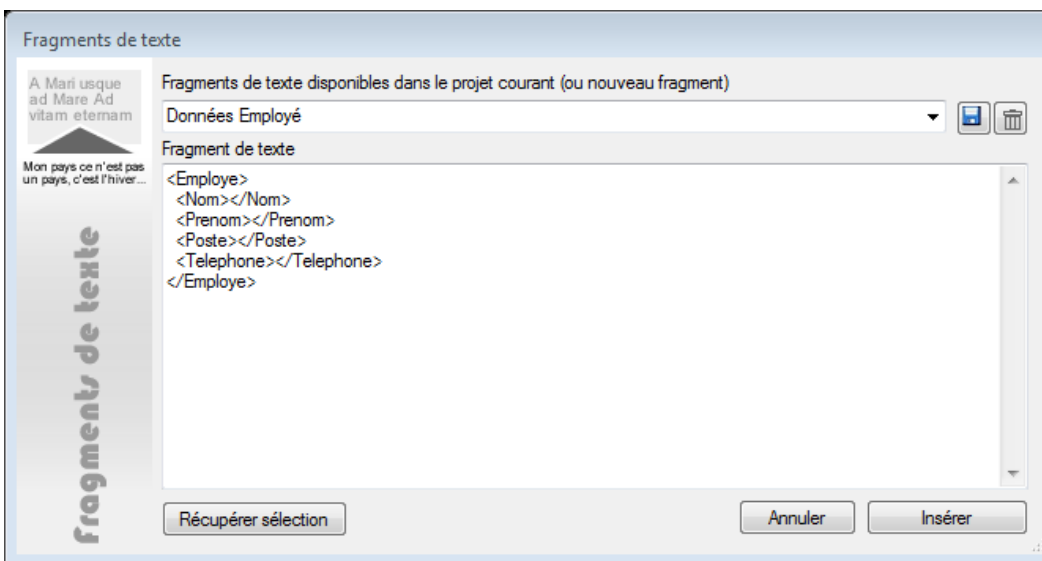 Fragments de texte
A Mari usque
ad Mare Ad
vitam eternam
Mon pays ce n'est pas
un pays, c'est l'hiver...
fragments de texte
Fragments de texte disponibles dans le projet courant (ou nouveau fragment)
Données Employé
Fragment de texte
<Employe>
  <Nom></Nom>
  <Prenom></Prenom>
  <Poste></Poste>
  <Telephone></Telephone>
</Employe>
Récupérer sélection
Annuler
Insérer